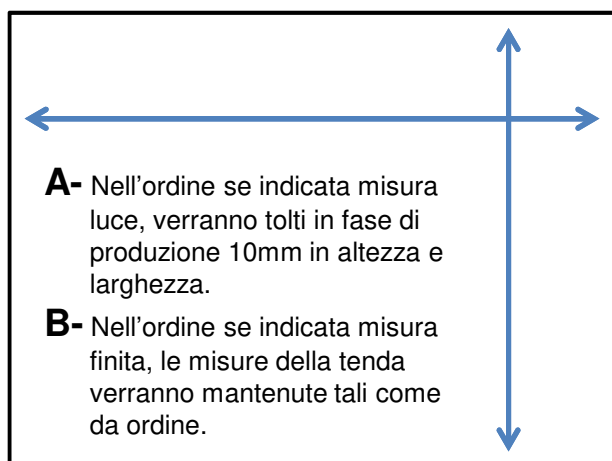 A- Nell'ordine se indicata misura
luce, verranno tolti in fase di
produzione 10mm in altezza e
larghezza.
B- Nell'ordine se indicata misura
finita, le misure della tenda
verranno mantenute tali come
da ordine.